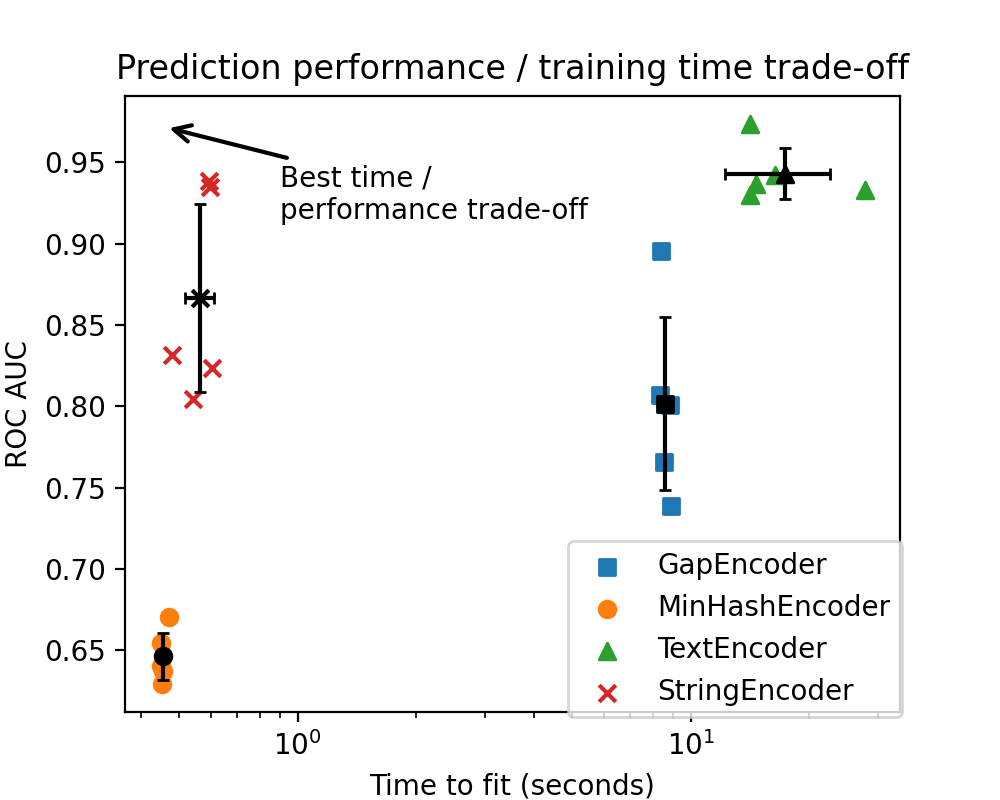 Prediction performance / training time trade-off
Best time /
performance trade-off
ROC AUC
0.95
0.90
0.85
0.80
0.75
0.70
0.65
GapEncoder
MinHashEncoder
TextEncoder
StringEncoder
10⁰
10¹
Time to fit (seconds)